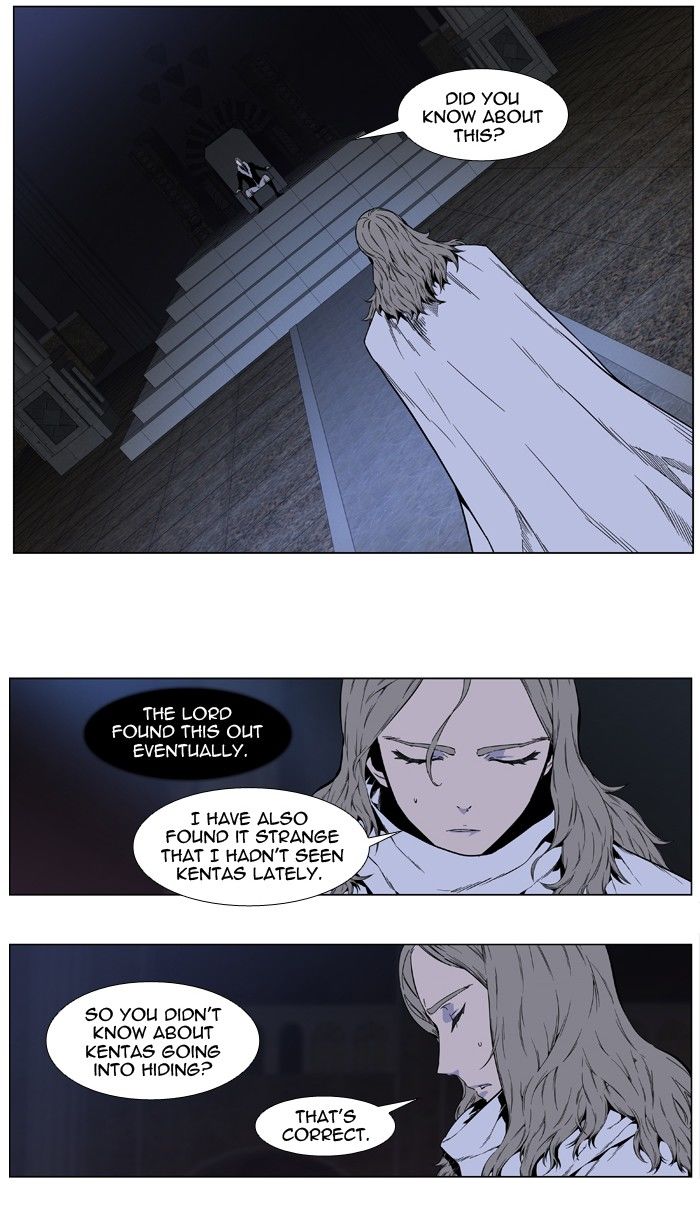 DID YOU
KNOW ABOUT
THIS?
THE LORD
FOUND THIS OUT
EVENTUALLY.
I HAVE ALSO
FOUND IT STRANGE
THAT I HADN'T SEEN
KENTAS LATELY.
SO YOU DIDN'T
KNOW ABOUT
KENTAS GOING
INTO HIDING?
THAT'S
CORRECT.